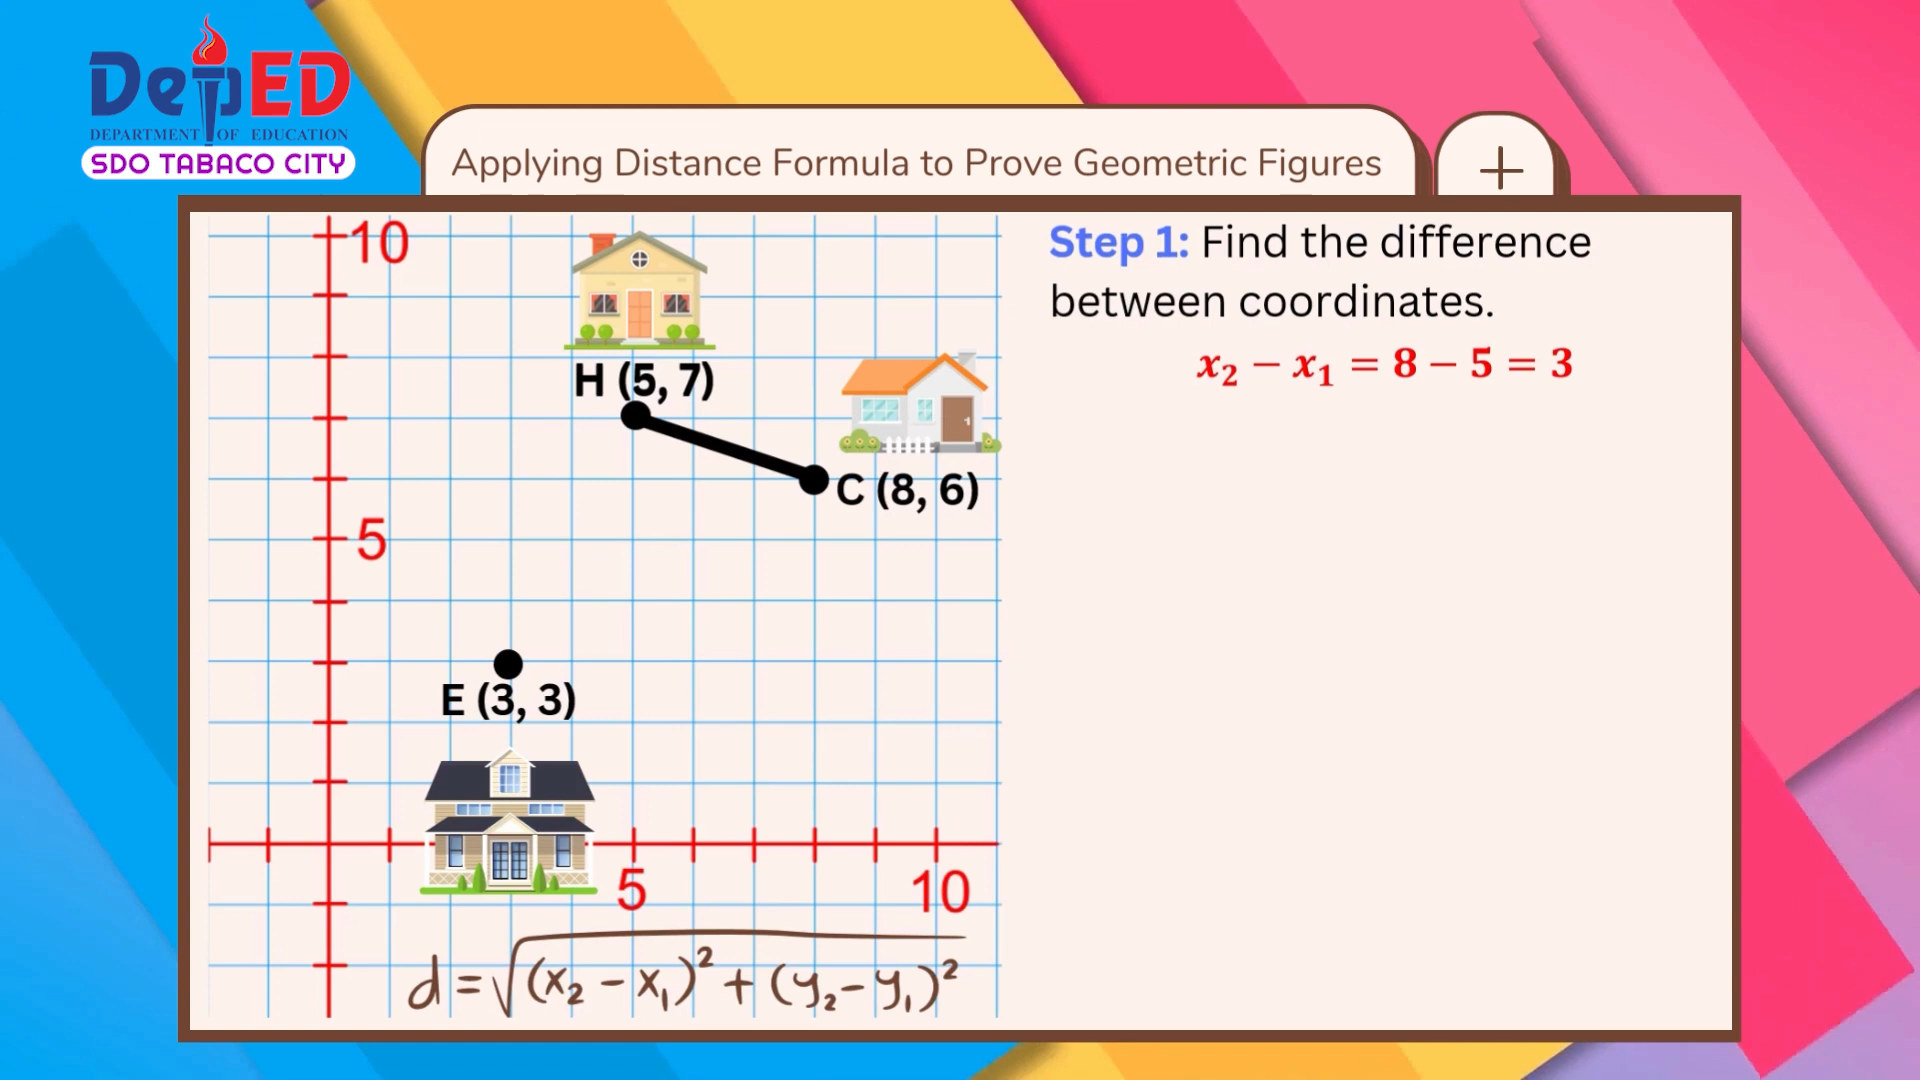 DepED
DEPARTMENT OF EDUCATION
SDO TABACO CITY
Applying Distance Formula to Prove Geometric Figures
+
10
H (5, 7)
C (8, 6)
5
E (3, 3)
5
10
d = √(x₂ − x₁)² + (y₂ − y₁)²
Step 1: Find the difference
between coordinates.
x₂ − x₁ = 8 − 5 = 3